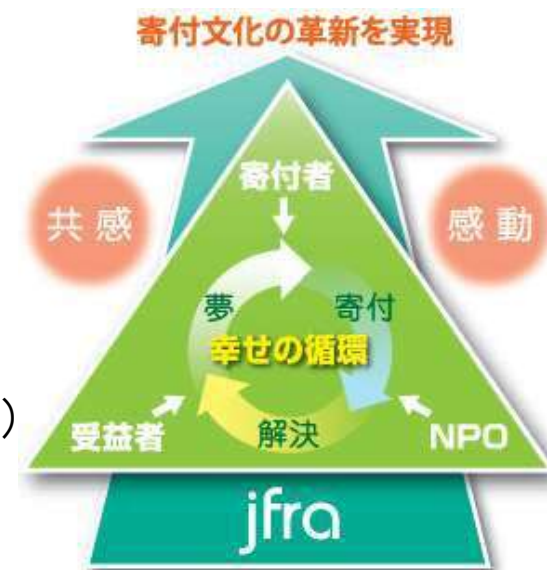 寄付文化の革新を実現
寄付者
共感
感動
夢
寄付
幸せの循環
)
受益者
解決
NPO
jfra